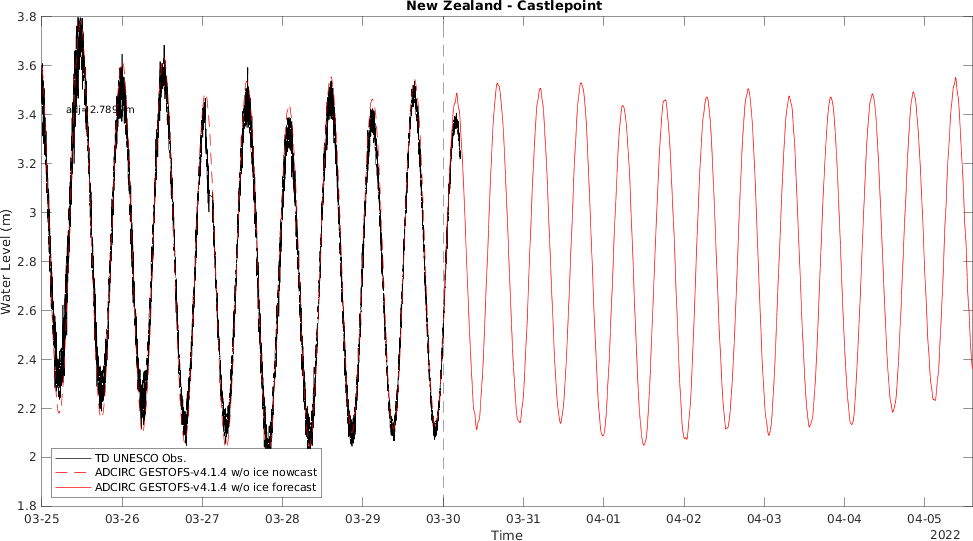 New Zealand - Castlepoint
3.8
3.6
3.4
3.2
3
2.8
2.6
2.4
2.2
2
1.8
Water Level (m)
TD UNESCO Obs.
ADCIRC GESTOFS-v4.1.4 w/o ice nowcast
ADCIRC GESTOFS-v4.1.4 w/o ice forecast
03-25 03-26 03-27 03-28 03-29 03-30 03-31 04-01 04-02 04-03 04-04 04-05
Time
2022